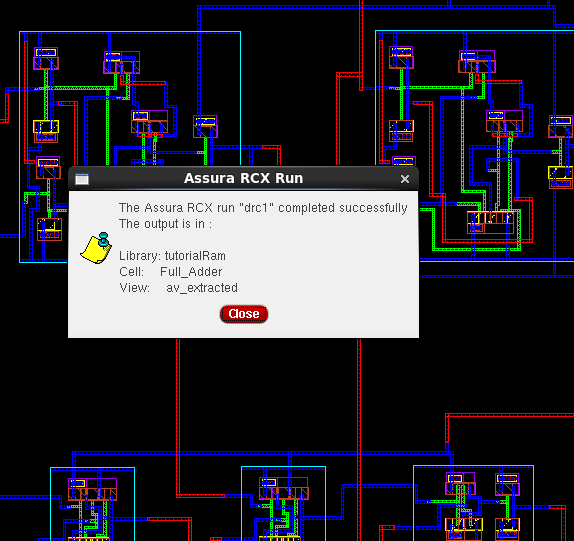 Assura RCX Run
The Assura RCX run "drc1" completed successfully
The output is in :
Library: tutorialRam
Cell: Full_Adder
View: av_extracted
Close